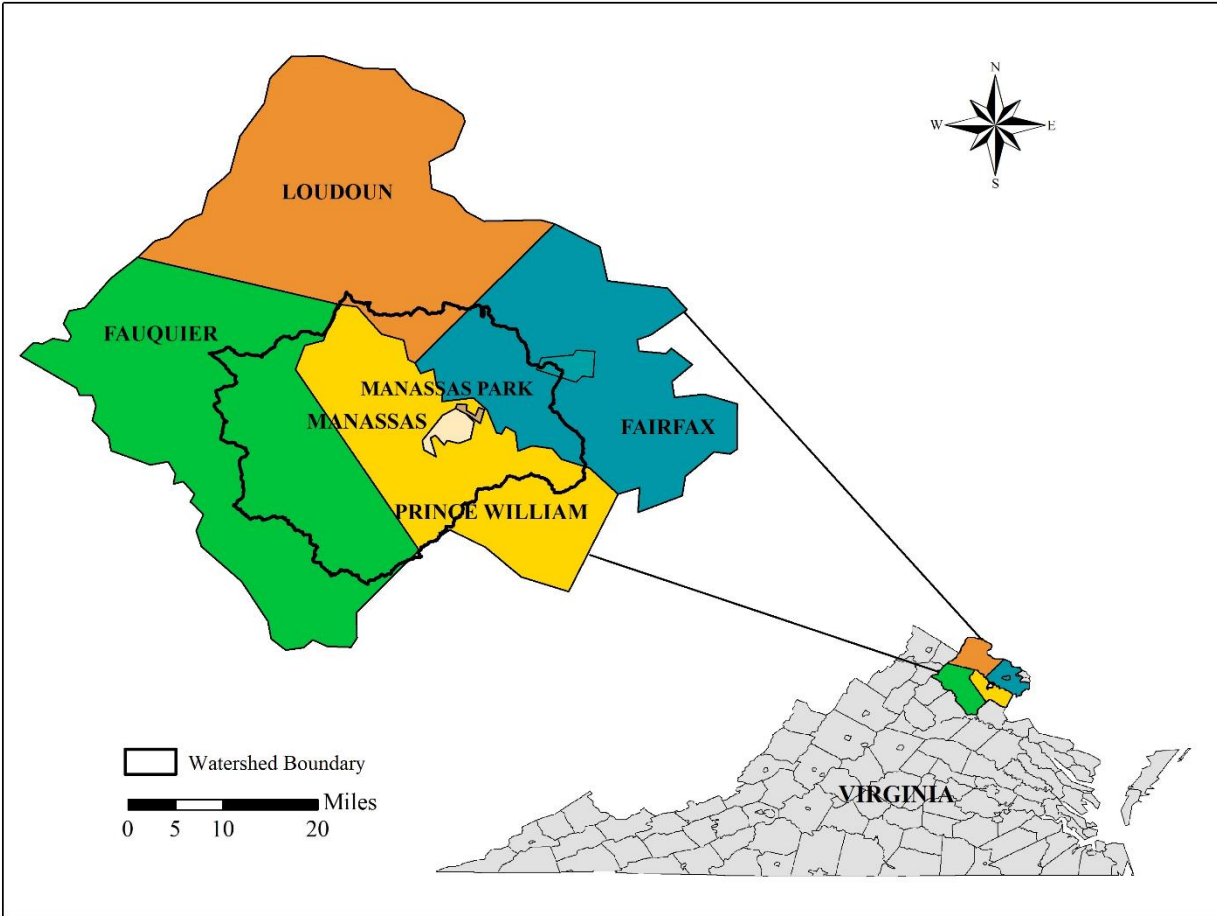 N
W E
S
LOUDOUN
FAUQUIER
MANASSAS PARK
MANASSAS
FAIRFAX
PRINCE WILLIAM
Watershed Boundary
Miles
0 5 10 20
VIRGINIA